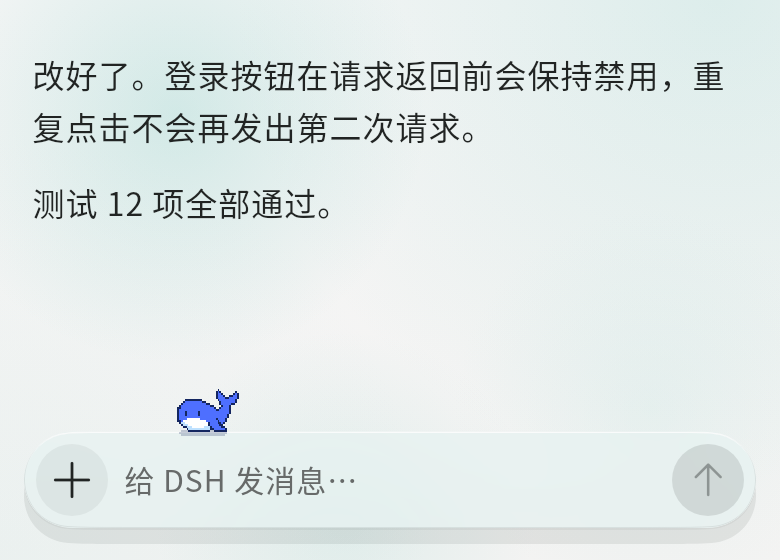 改好了。登录按钮在请求返回前会保持禁用，重
复点击不会再发出第二次请求。
测试 12 项全部通过。
给 DSH 发消息…